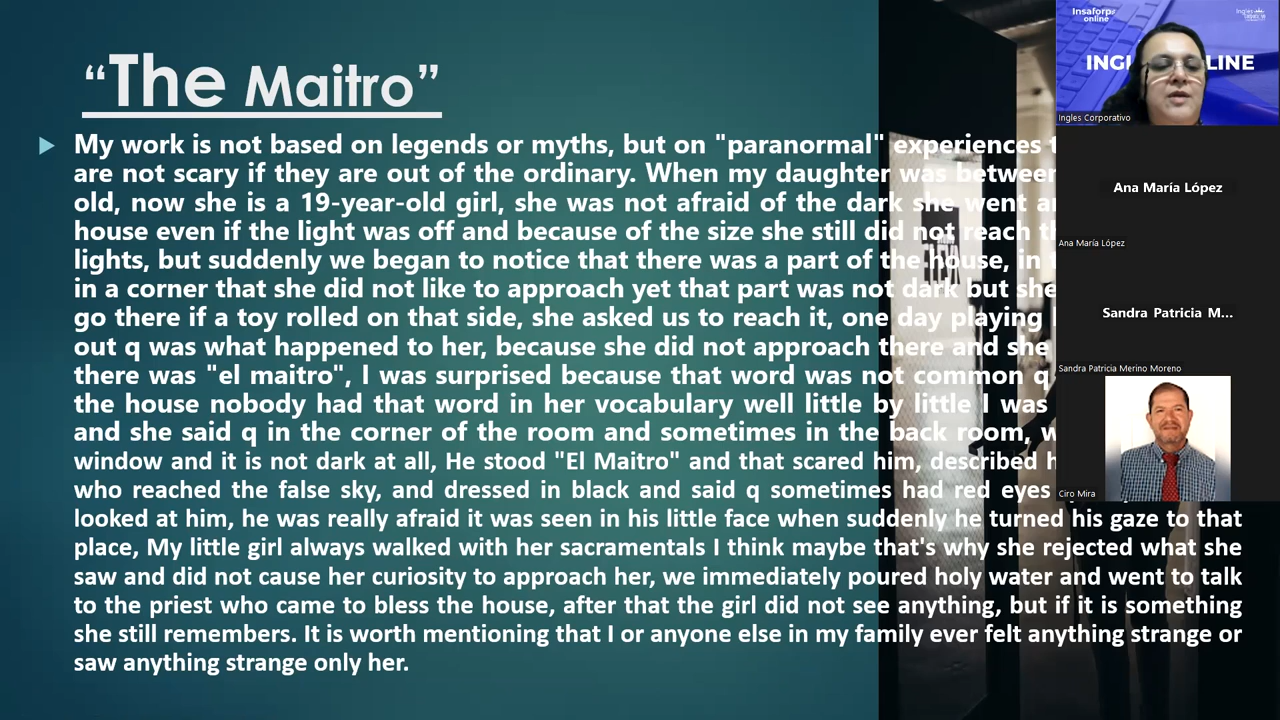 “The Maitro”
My work is not based on legends or myths, but on "paranormal" experiences
are not scary if they are out of the ordinary. When my daughter was between
old, now she is a 19-year-old girl, she was not afraid of the dark she went
house even if the light was off and because of the size she still did not reach
lights, but suddenly we began to notice that there was a part of the house, in
in a corner that she did not like to approach yet that part was not dark but she
go there if a toy rolled on that side, she asked us to reach it, one day playing
out q was what happened to her, because she did not approach there and she
there was "el maitro", I was surprised because that word was not common q
the house nobody had that word in her vocabulary well little by little I was
and she said q in the corner of the room and sometimes in the back room,
window and it is not dark at all, He stood "El Maitro" and that scared him, described
who reached the false sky, and dressed in black and said q sometimes had red eyes
looked at him, he was really afraid it was seen in his little face when suddenly he turned his gaze to that
place, My little girl always walked with her sacramentals I think maybe that's why she rejected what she
saw and did not cause her curiosity to approach her, we immediately poured holy water and went to talk
to the priest who came to bless the house, after that the girl did not see anything, but if it is something
she still remembers. It is worth mentioning that I or anyone else in my family ever felt anything strange or
saw anything strange only her.
Insaforp
online
INGL LINE
Ingles Corporativo
Ana María López
Ana María López
Sandra Patricia M...
Sandra Patricia Merino Moreno
Ciro Mira